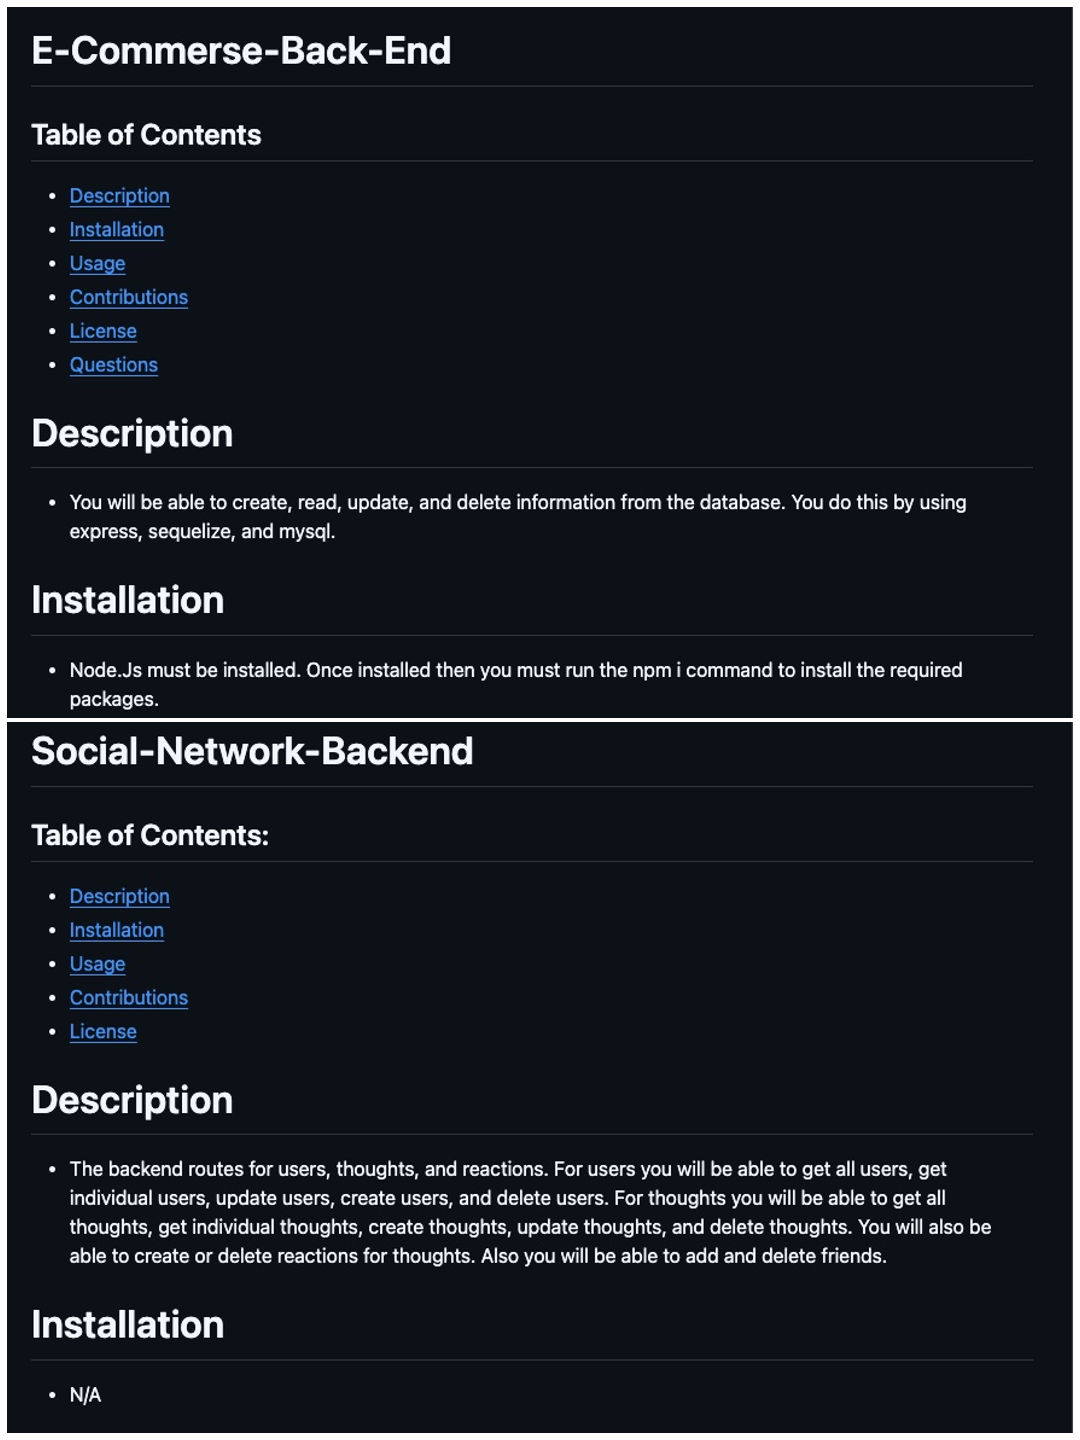 E-Commerse-Back-End
Table of Contents
Description
Installation
Usage
Contributions
License
Questions
Description
You will be able to create, read, update, and delete information from the database. You do this by using
express, sequelize, and mysql.
Installation
Node.Js must be installed. Once installed then you must run the npm i command to install the required
packages.
Social-Network-Backend
Table of Contents:
Description
Installation
Usage
Contributions
License
Description
The backend routes for users, thoughts, and reactions. For users you will be able to get all users, get
individual users, update users, create users, and delete users. For thoughts you will be able to get all
thoughts, get individual thoughts, create thoughts, update thoughts, and delete thoughts. You will also be
able to create or delete reactions for thoughts. Also you will be able to add and delete friends.
Installation
N/A